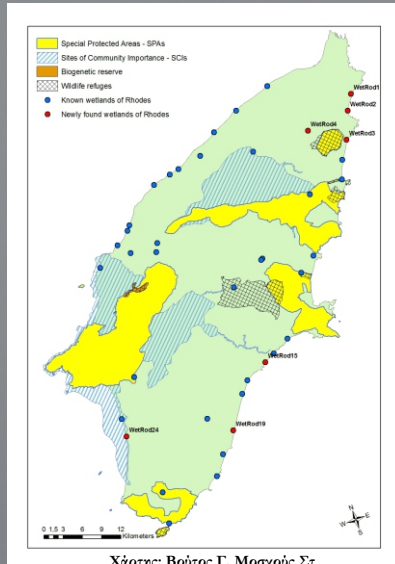 Special Protected Areas - SPAs
Sites of Community Importance - SCIs
Biogenetic reserve
Wildlife refuges
Known wetlands of Rhodes
Newly found wetlands of Rhodes
WetRod1
WetRod2
WetRod4
WetRod3
WetRod15
WetRod19
WetRod24
N
W
E
S
0 1,5 3 6 9 12
Kilometers
Χάρτης: Βούτος Γ. Μοσχούς Στ.